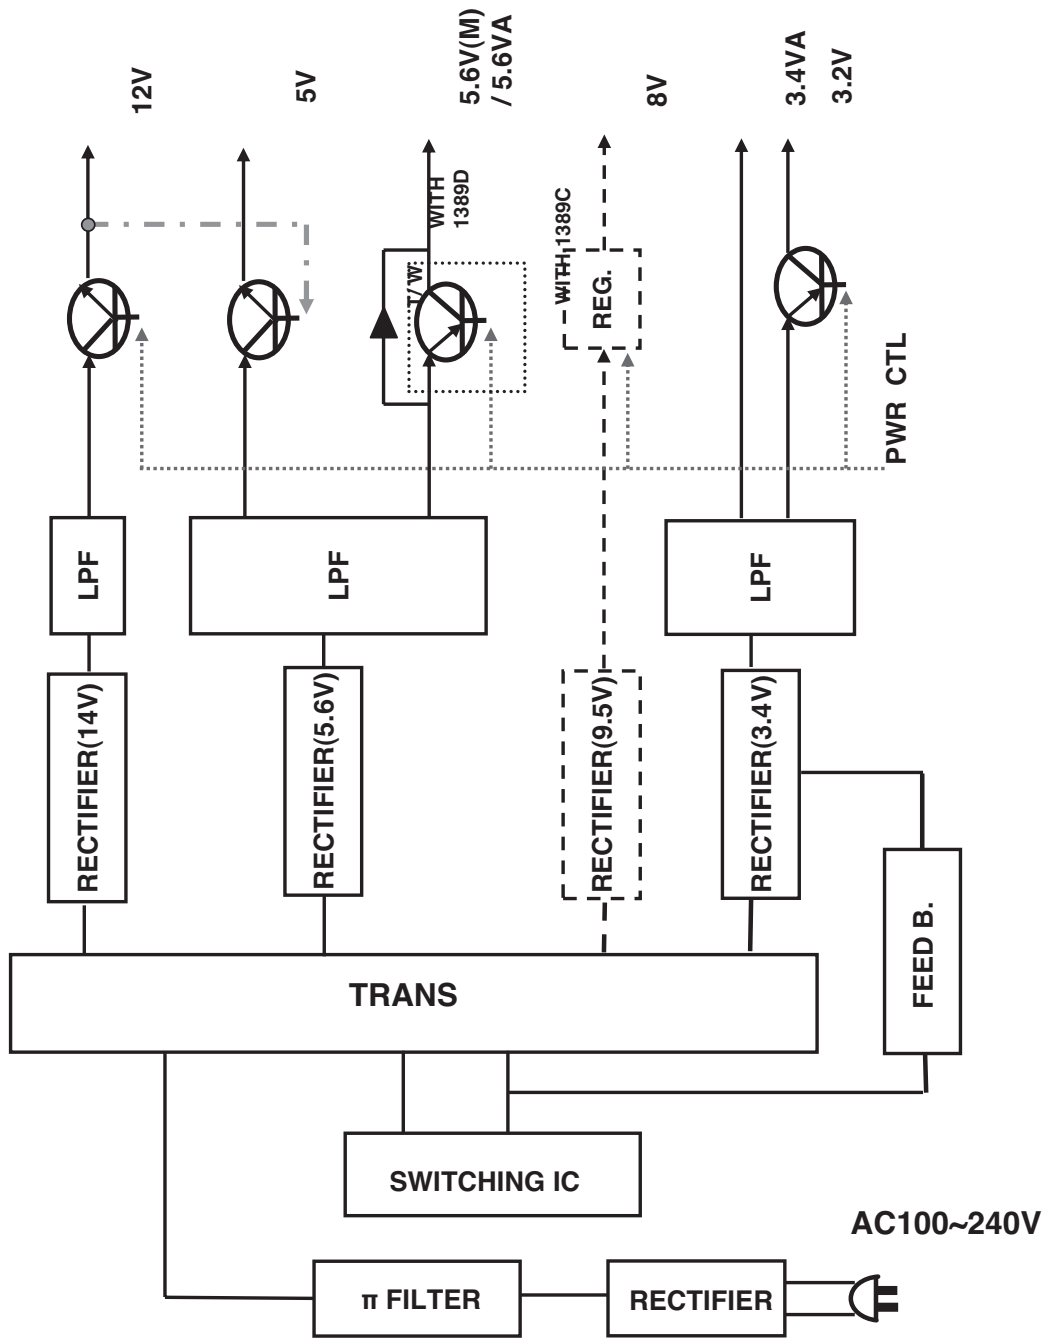 12V
5V
5.6V(M)
/ 5.6VA
8V
3.4VA
3.2V
WITH
1389D
T/W
WITH 1389C
REG.
PWR CTL
LPF
LPF
LPF
RECTIFIER(14V)
RECTIFIER(5.6V)
RECTIFIER(9.5V)
RECTIFIER(3.4V)
FEED B.
TRANS
SWITCHING IC
AC100~240V
π FILTER
RECTIFIER